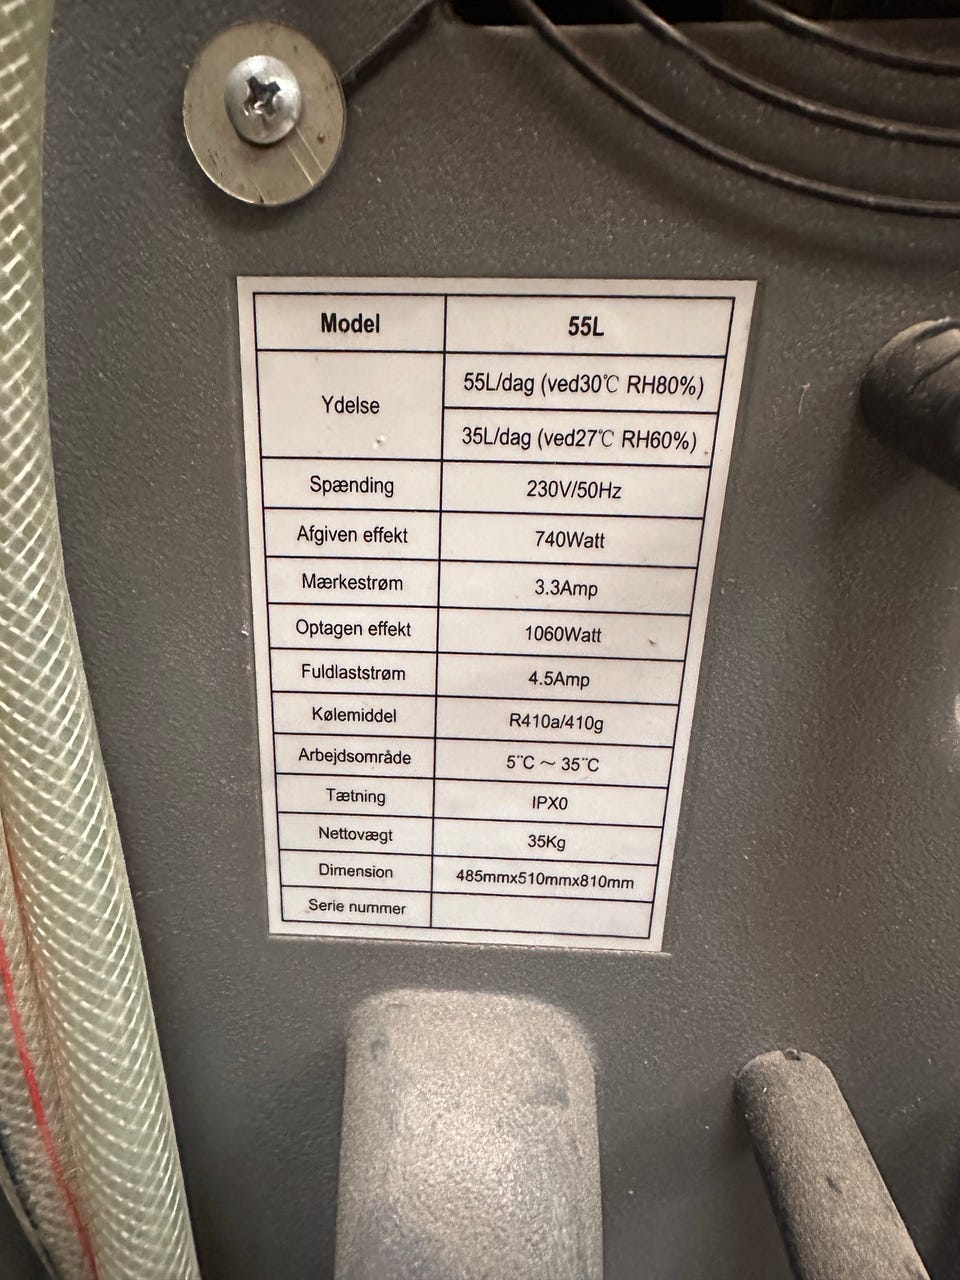 Model 55L
Ydelse 55L/dag (ved30℃ RH80%)
35L/dag (ved27℃ RH60%)
Spænding 230V/50Hz
Afgiven effekt 740Watt
Mærkestrøm 3.3Amp
Optagen effekt 1060Watt
Fuldlaststrøm 4.5Amp
Kølemiddel R410a/410g
Arbejdsområde 5¨C ～ 35¨C
Tætning IPX0
Nettovægt 35Kg
Dimension 485mmx510mmx810mm
Serie nummer